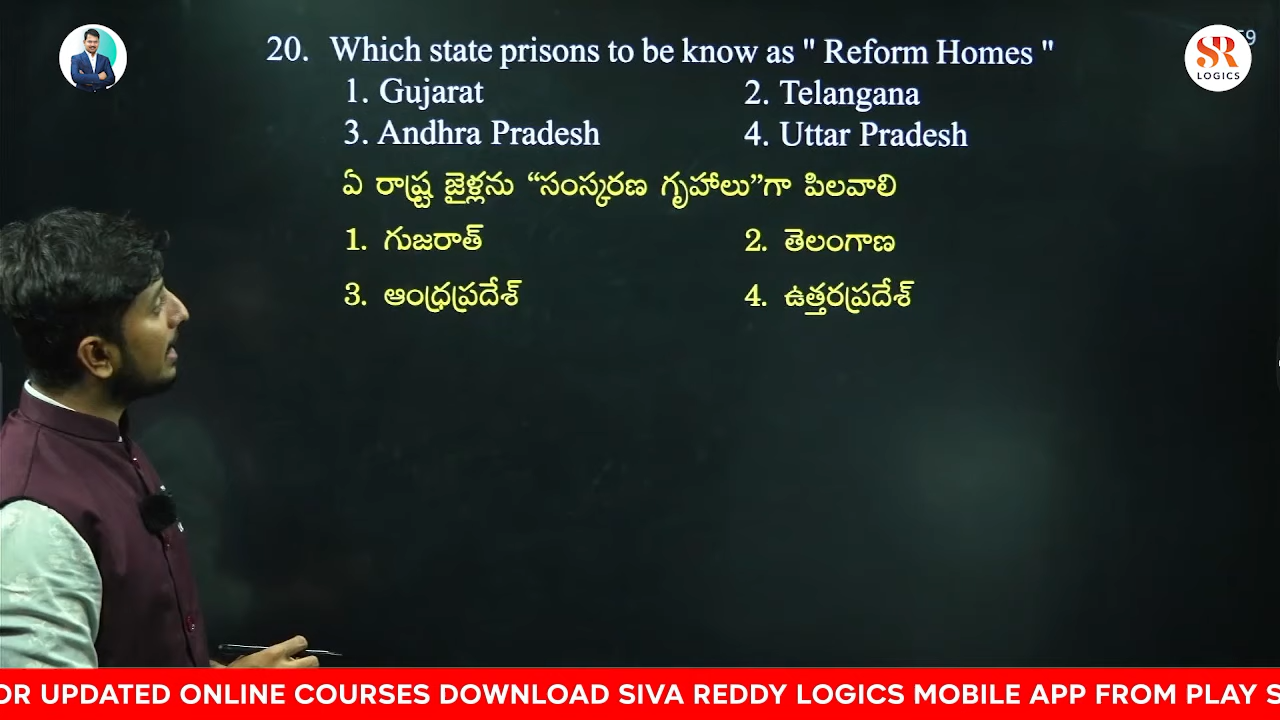 20. Which state prisons to be know as " Reform Homes "
1. Gujarat 2. Telangana
3. Andhra Pradesh 4. Uttar Pradesh
ఏ రాష్ట్ర జైళ్లను “సంస్కరణ గృహాలు”గా పిలవాలి
1. గుజరాత్ 2. తెలంగాణ
3. ఆంధ్రప్రదేశ్ 4. ఉత్తరప్రదేశ్
SR
LOGICS
OR UPDATED ONLINE COURSES DOWNLOAD SIVA REDDY LOGICS MOBILE APP FROM PLAY S